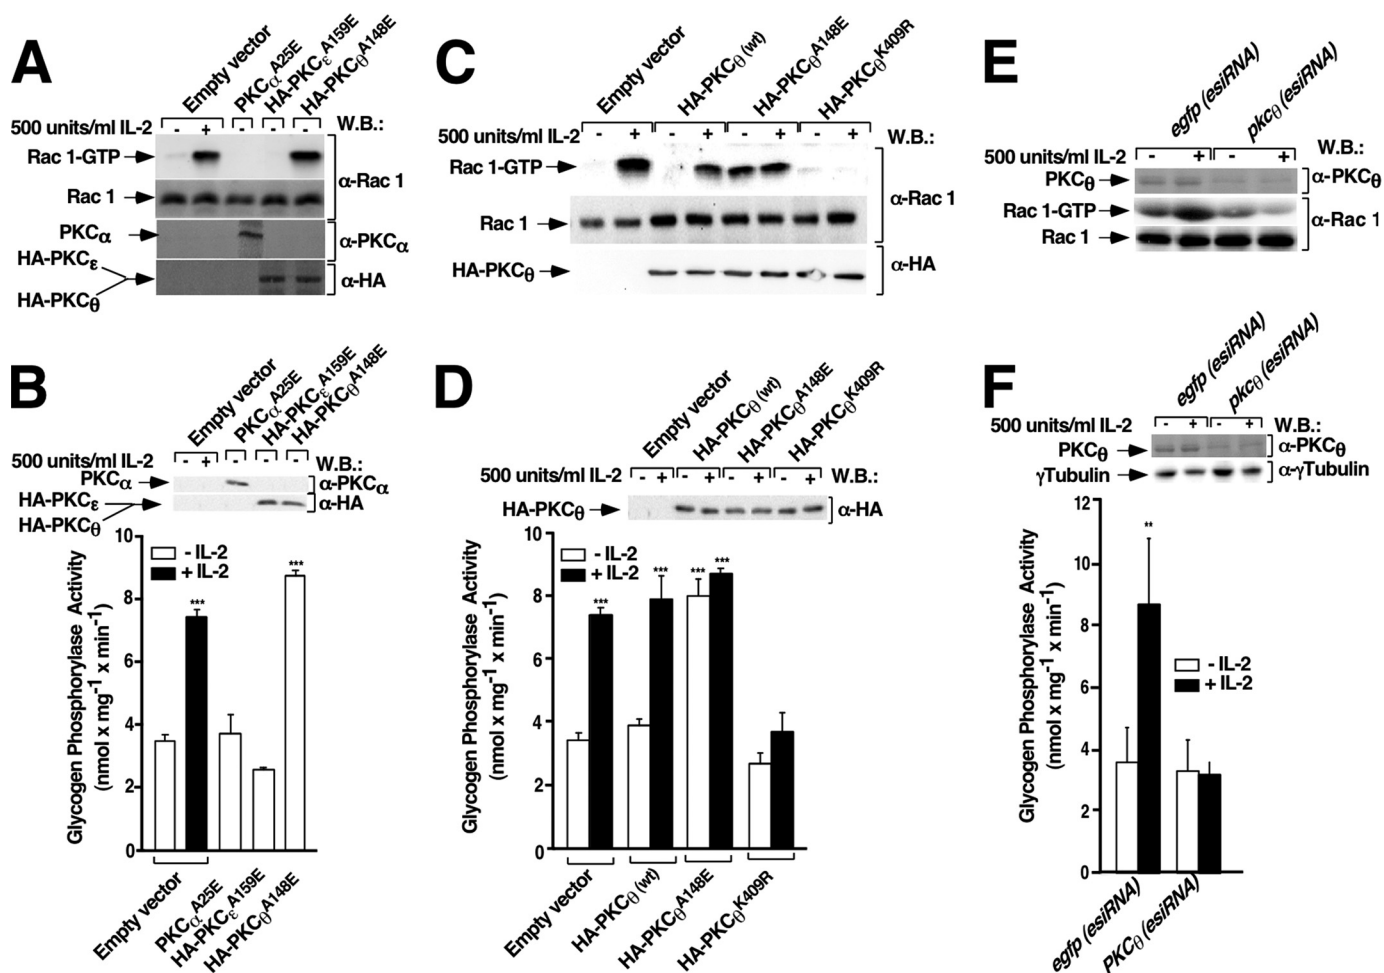 A
Empty vector
PKCα A25E
HA-PKCε A159E
HA-PKCθ A148E
500 units/ml IL-2 - + - - - W.B.:
Rac 1-GTP
Rac 1
α-Rac 1
PKCα
α-PKCα
HA-PKCε
HA-PKCθ
α-HA
B
Empty vector
PKCα A25E
HA-PKCε A159E
HA-PKCθ A148E
500 units/ml IL-2 - + - - - W.B.:
PKCα
α-PKCα
HA-PKCε
HA-PKCθ
α-HA
Glycogen Phosphorylase Activity
(nmol x mg-1 x min-1)
10
8
6
4
2
0
- IL-2
+ IL-2
***
***
Empty vector
PKCα A25E
HA-PKCε A159E
HA-PKCθ A148E
C
Empty vector
HA-PKCθ (wt)
HA-PKCθ A148E
HA-PKCθ K409R
500 units/ml IL-2 - + - + - + - + W.B.:
Rac 1-GTP
Rac 1
α-Rac 1
HA-PKCθ
α-HA
D
Empty vector
HA-PKCθ (wt)
HA-PKCθ A148E
HA-PKCθ K409R
500 units/ml IL-2 - + - + - + - + W.B.:
HA-PKCθ
α-HA
Glycogen Phosphorylase Activity
(nmol x mg-1 x min-1)
10
8
6
4
2
0
- IL-2
+ IL-2
***
***
***
***
Empty vector
HA-PKCθ (wt)
HA-PKCθ A148E
HA-PKCθ K409R
E
egfp (esiRNA)
pkcθ (esiRNA)
500 units/ml IL-2 - + - + W.B.:
PKCθ
α-PKCθ
Rac 1-GTP
Rac 1
α-Rac 1
F
egfp (esiRNA)
pkcθ (esiRNA)
500 units/ml IL-2 - + - + W.B.:
PKCθ
α-PKCθ
γTubulin
α-γTubulin
Glycogen Phosphorylase Activity
(nmol x mg-1 x min-1)
12
10
8
6
4
2
0
**
- IL-2
+ IL-2
egfp (esiRNA)
PKCθ (esiRNA)